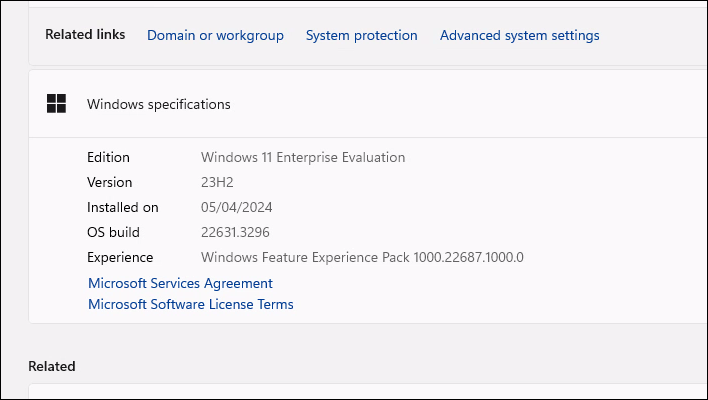 Related links Domain or workgroup System protection Advanced system settings
Windows specifications
Edition Windows 11 Enterprise Evaluation
Version 23H2
Installed on 05/04/2024
OS build 22631.3296
Experience Windows Feature Experience Pack 1000.22687.1000.0
Microsoft Services Agreement
Microsoft Software License Terms
Related